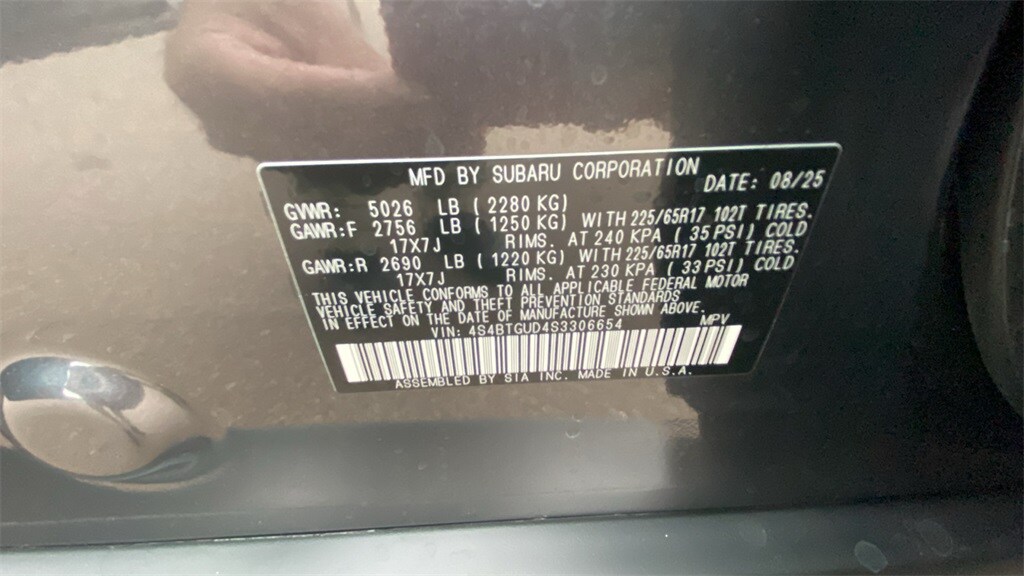 MFD BY SUBARU CORPORATION DATE: 08/25
GVWR: 5026 LB ( 2280 KG)
GAWR:F 2756 LB ( 1250 KG) WITH 225/65R17 102T TIRES.
17X7J RIMS. AT 240 KPA ( 35 PSI) COLD
GAWR:R 2690 LB ( 1220 KG) WITH 225/65R17 102T TIRES.
17X7J RIMS. AT 230 KPA ( 33 PSI) COLD
THIS VEHICLE CONFORMS TO ALL APPLICABLE FEDERAL MOTOR
VEHICLE SAFETY AND THEFT PREVENTION STANDARDS
IN EFFECT ON THE DATE OF MANUFACTURE SHOWN ABOVE.
VIN: 4S4BTGUD4S3306654 MPV
ASSEMBLED BY SIA INC. MADE IN U.S.A.